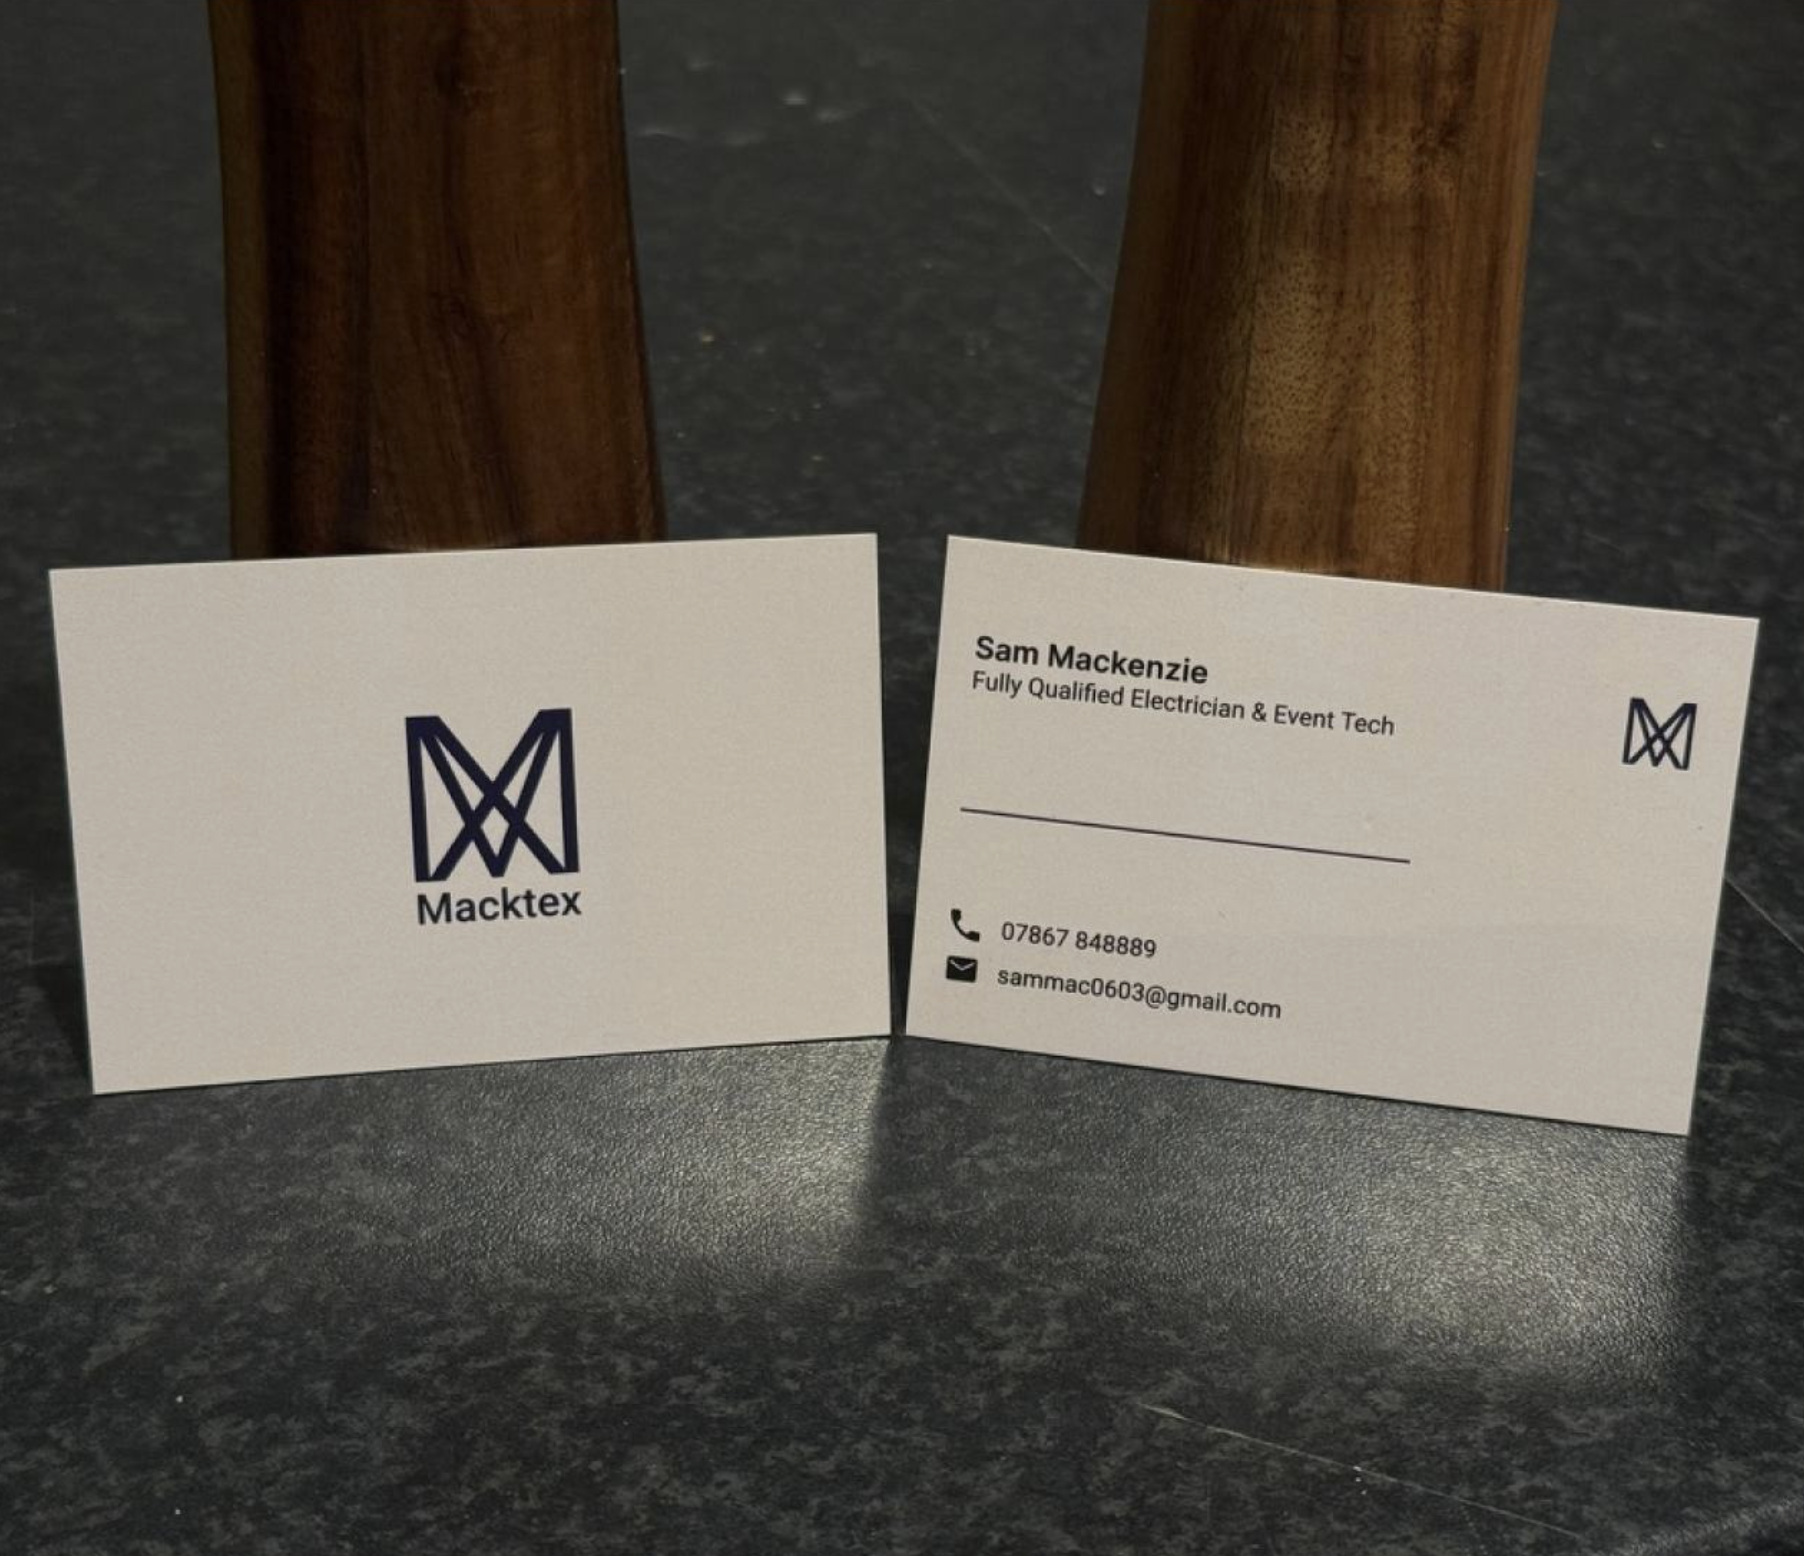 Macktex
Sam Mackenzie
Fully Qualified Electrician & Event Tech
07867 848889
sammac0603@gmail.com